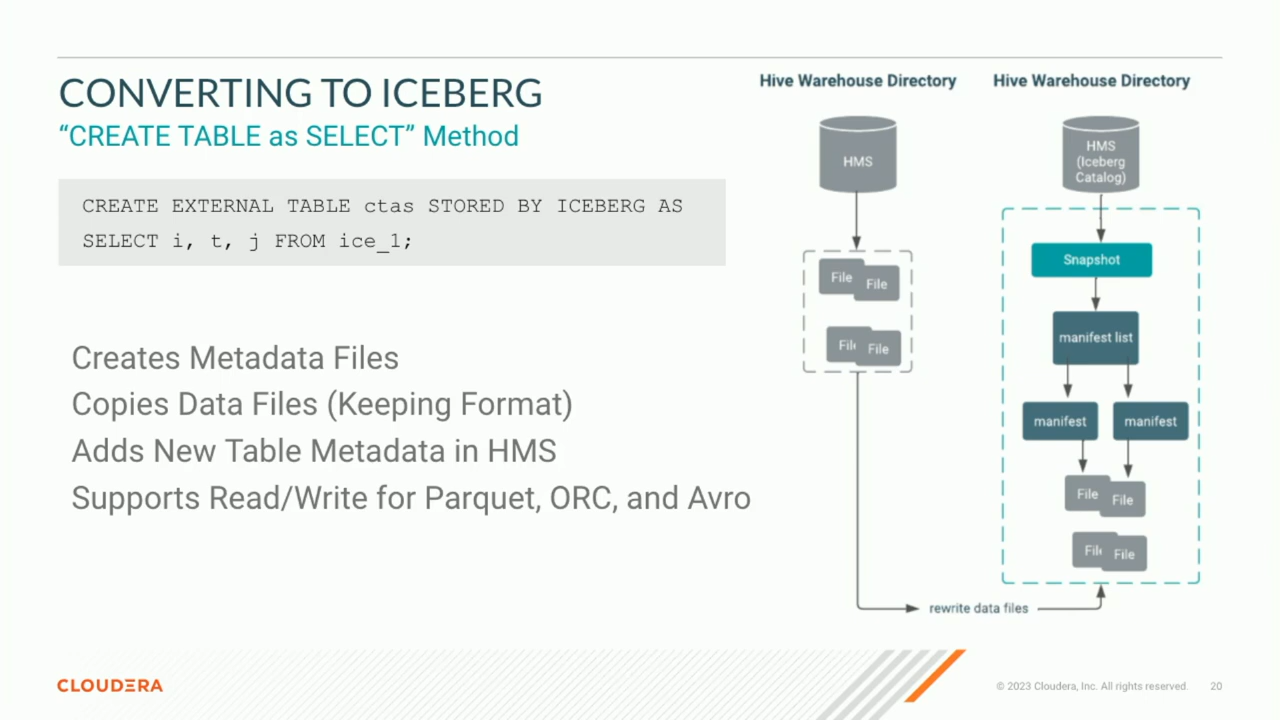 CONVERTING TO ICEBERG
“CREATE TABLE as SELECT” Method
CREATE EXTERNAL TABLE ctas STORED BY ICEBERG AS
SELECT i, t, j FROM ice_1;
Creates Metadata Files
Copies Data Files (Keeping Format)
Adds New Table Metadata in HMS
Supports Read/Write for Parquet, ORC, and Avro
Hive Warehouse Directory
HMS
File
File
File
File
Hive Warehouse Directory
HMS
(Iceberg
Catalog)
Snapshot
manifest list
manifest
manifest
File
File
File
File
rewrite data files
CLOUDERA
© 2023 Cloudera, Inc. All rights reserved.
20